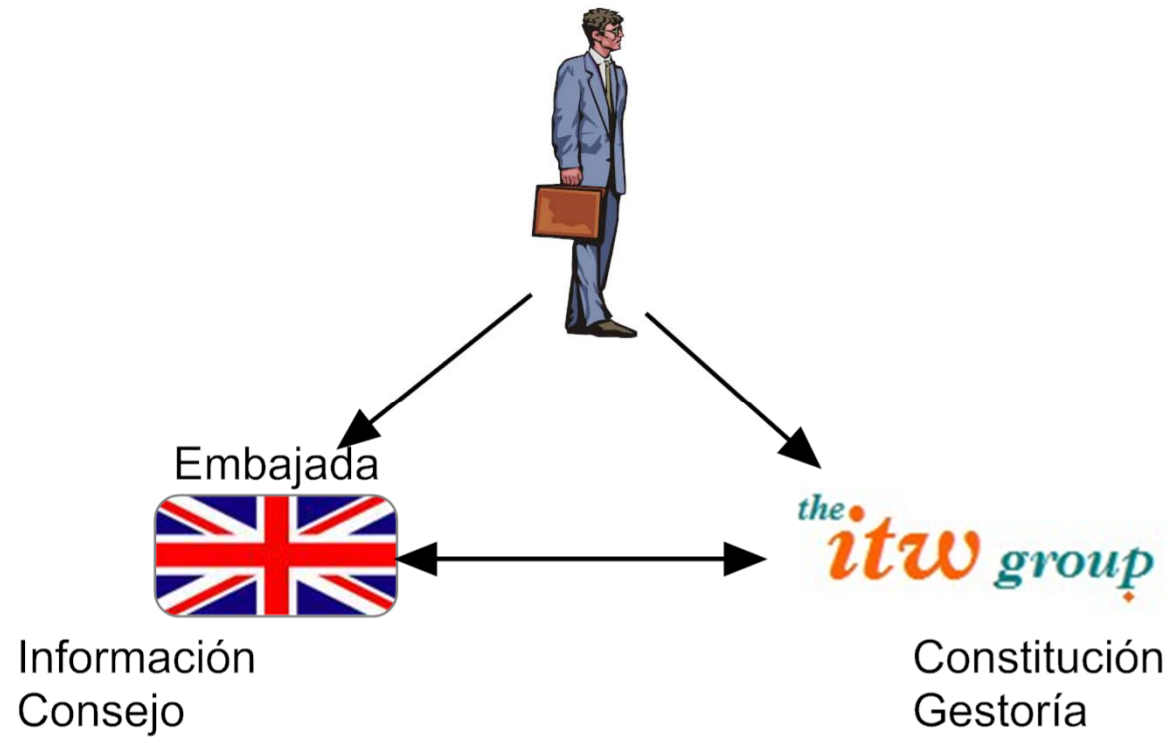 Embajada
the itw group
Información
Consejo
Constitución
Gestoría